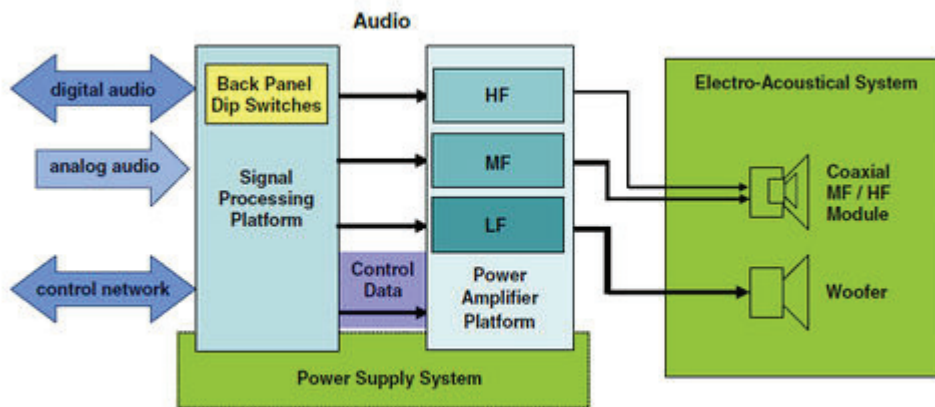 Audio
digital audio
analog audio
control network
Back Panel
Dip Switches
Signal
Processing
Platform
Control
Data
HF
MF
LF
Power
Amplifier
Platform
Power Supply System
Electro-Acoustical System
Coaxial
MF / HF
Module
Woofer